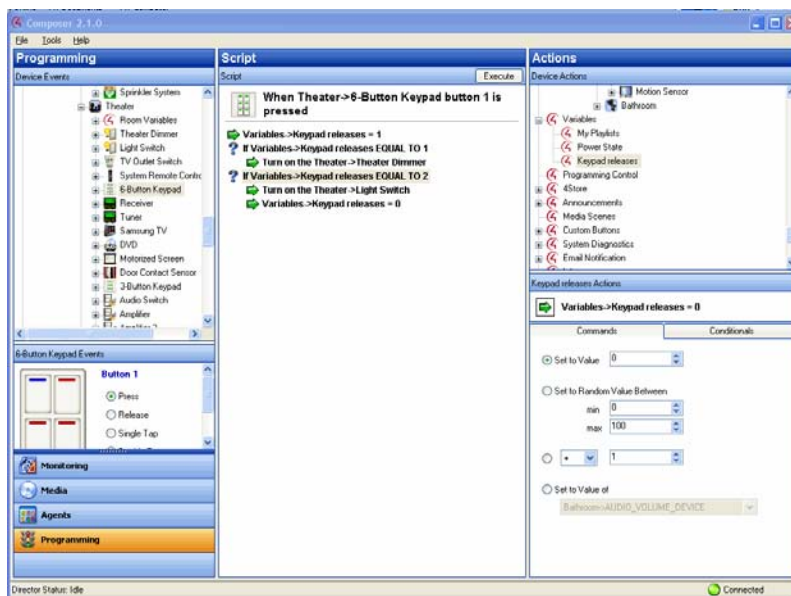 Composer 2.1.0
File Tools Help
Programming
Device Events
Sprinkler System
Theater
Room Variables
Theater Dimmer
Light Switch
TV Outlet Switch
System Remote Contro
6-Button Keypad
Receiver
Tuner
Samsung TV
DVD
Motorized Screen
Door Contact Sensor
3-Button Keypad
Audio Switch
Amplifier
6-Button Keypad Events
Button 1
Press
Release
Single Tap
Monitoring
Media
Agents
Programming
Director Status: Idle
Script
Script
Execute
When Theater->6-Button Keypad button 1 is
pressed
Variables->Keypad releases = 1
If Variables->Keypad releases EQUAL TO 1
Turn on the Theater->Theater Dimmer
If Variables->Keypad releases EQUAL TO 2
Turn on the Theater->Light Switch
Variables->Keypad releases = 0
Actions
Device Actions
Motion Sensor
Bathroom
Variables
My Playlists
Power State
Keypad releases
Programming Control
4Store
Announcements
Media Scenes
Custom Buttons
System Diagnostics
Email Notification
Keypad releases Actions
Variables->Keypad releases = 0
Commands
Conditionals
Set to Value 0
Set to Random Value Between
min 0
max 100
+ 1
Set to Value of
Bathroom->AUDIO_VOLUME_DEVICE
Connected